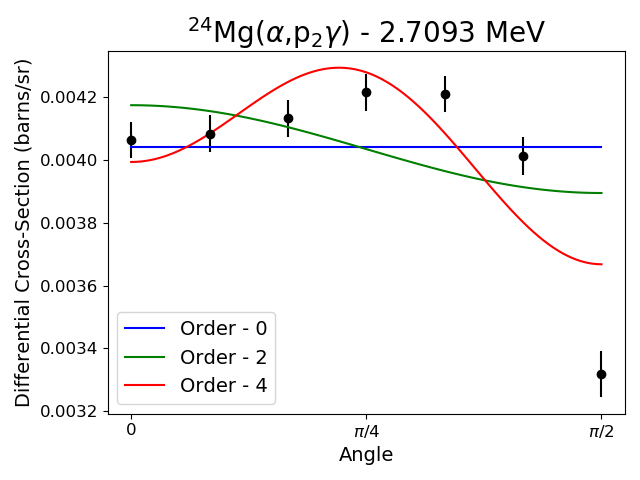 ²⁴Mg(α,p₂γ) - 2.7093 MeV
Differential Cross-Section (barns/sr)
0.0042
0.0040
0.0038
0.0036
0.0034
0.0032
Order - 0
Order - 2
Order - 4
0 π/4 π/2
Angle